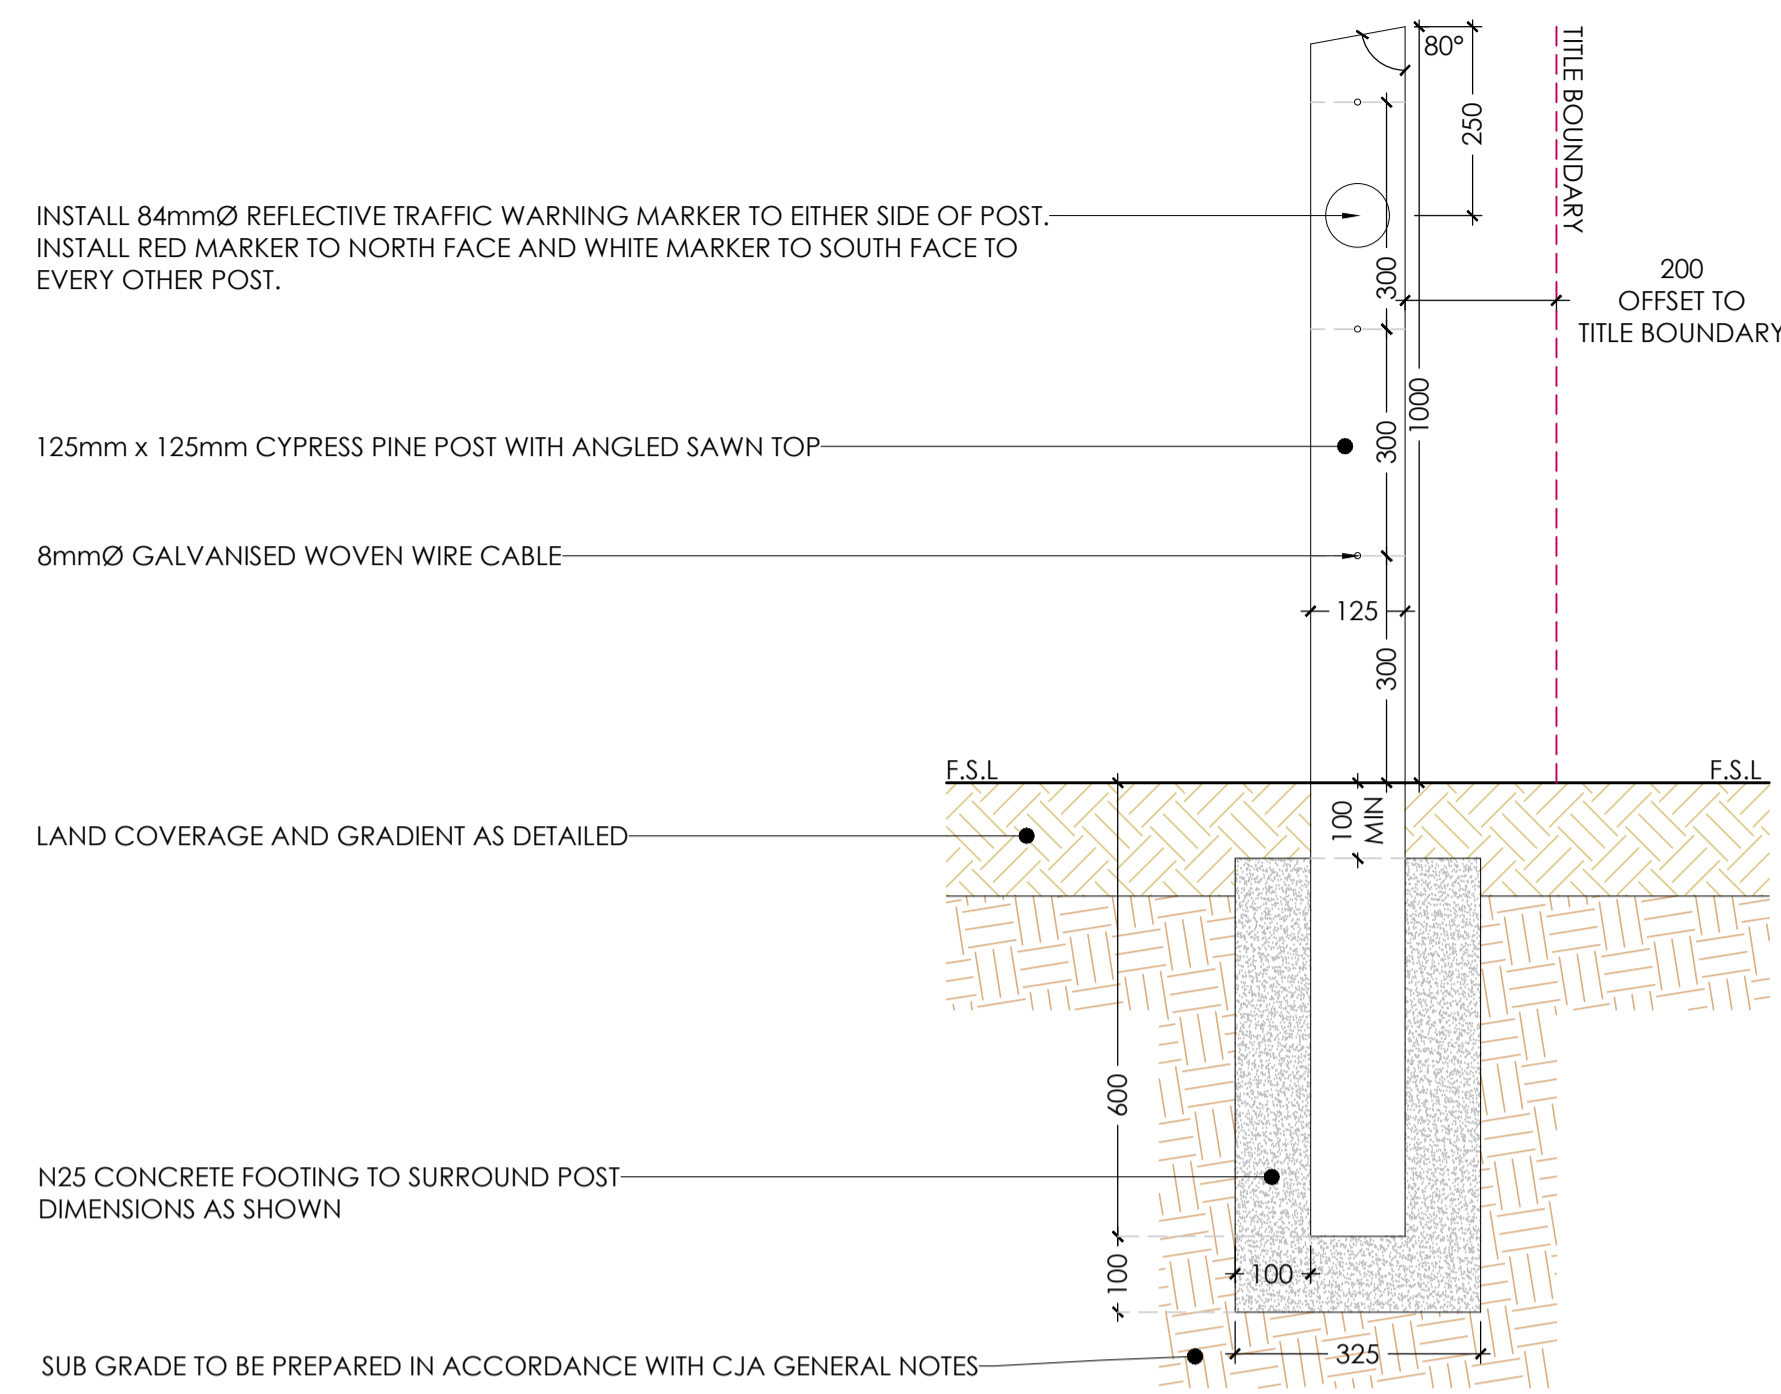 80°
TITLE BOUNDARY
250
INSTALL 84mmØ REFLECTIVE TRAFFIC WARNING MARKER TO EITHER SIDE OF POST.
INSTALL RED MARKER TO NORTH FACE AND WHITE MARKER TO SOUTH FACE TO
EVERY OTHER POST.
300
200
OFFSET TO
TITLE BOUNDARY
1000
125mm x 125mm CYPRESS PINE POST WITH ANGLED SAWN TOP
300
8mmØ GALVANISED WOVEN WIRE CABLE
125
300
F.S.L
F.S.L
100
MIN
LAND COVERAGE AND GRADIENT AS DETAILED
600
N25 CONCRETE FOOTING TO SURROUND POST
DIMENSIONS AS SHOWN
100
100
325
SUB GRADE TO BE PREPARED IN ACCORDANCE WITH CJA GENERAL NOTES